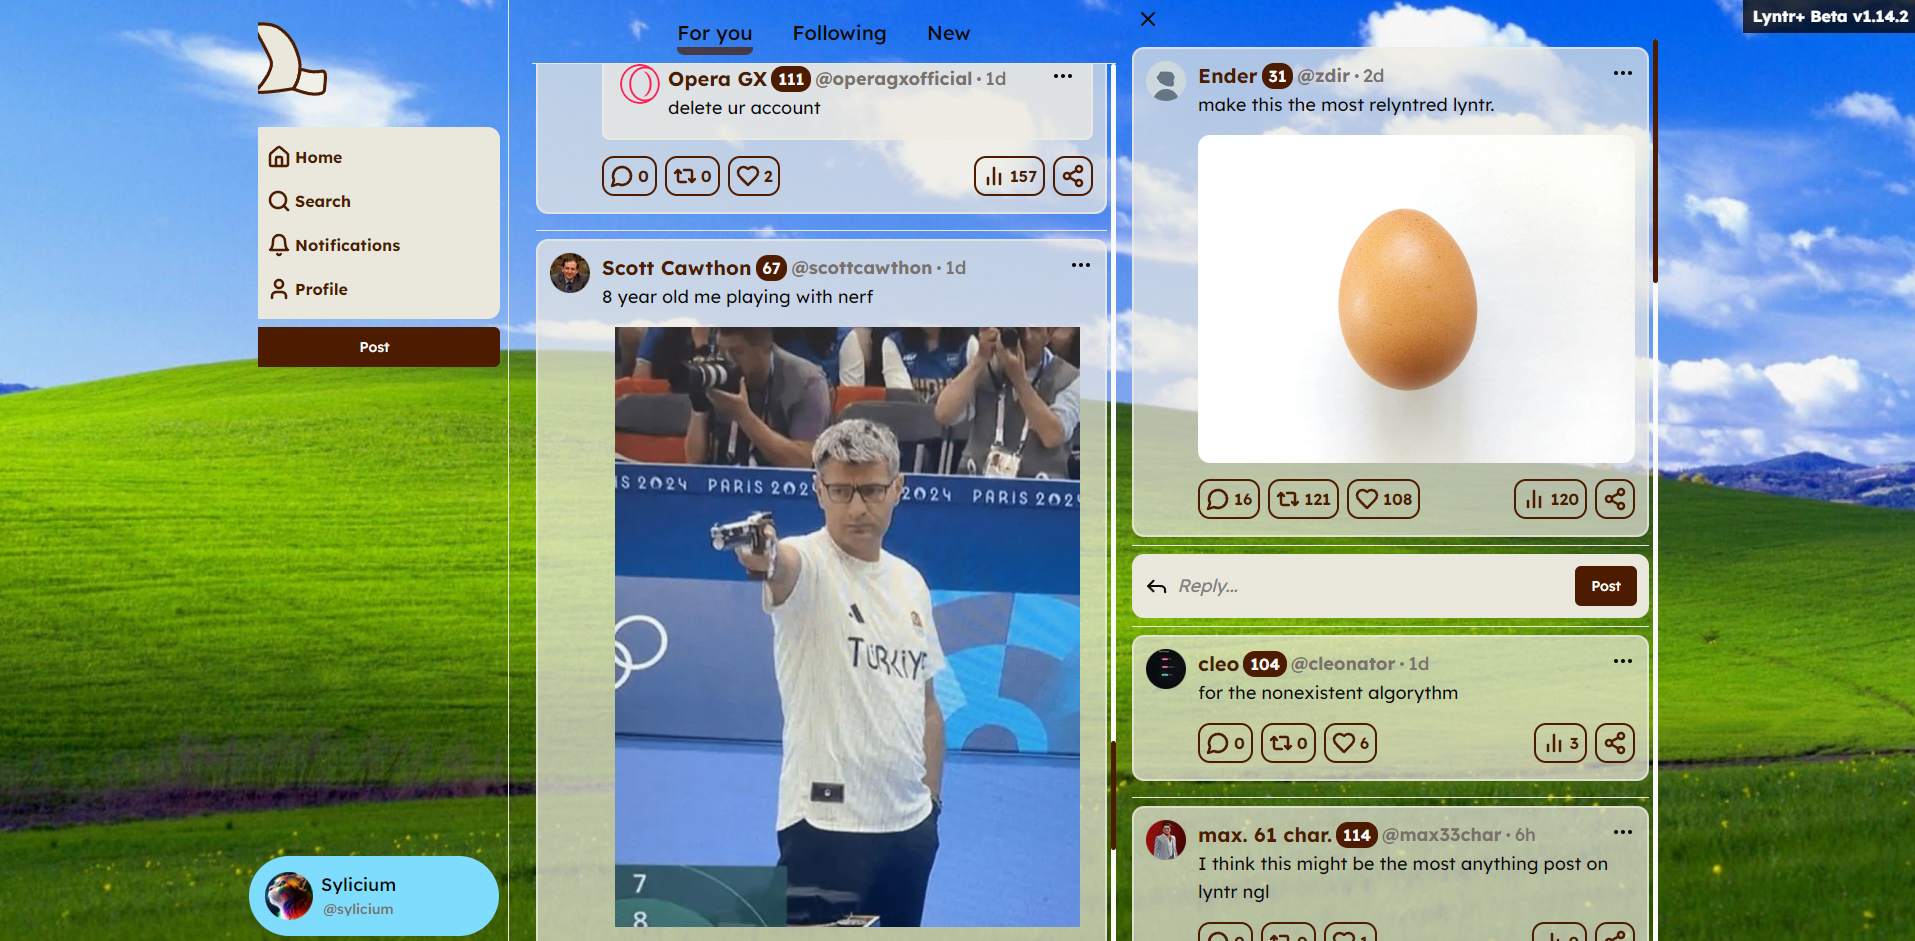 Lyntr+ Beta v1.14.2
Home
Search
Notifications
Profile
Post
Sylicium
@sylicium
For you Following New
Opera GX 111 @operagxofficial · 1d
delete ur account
0 0 2 157
Scott Cawthon 67 @scottcawthon · 1d
8 year old me playing with nerf
IS 2024 PARIS 202 2024 PARIS 202
TÜRKİYE
7
8
Ender 31 @zdir · 2d
make this the most relyntred lyntr.
16 121 108 120
Reply...
Post
cleo 104 @cleonator · 1d
for the nonexistent algorythm
0 0 6 3
max. 61 char. 114 @max33char · 6h
I think this might be the most anything post on
lyntr ngl